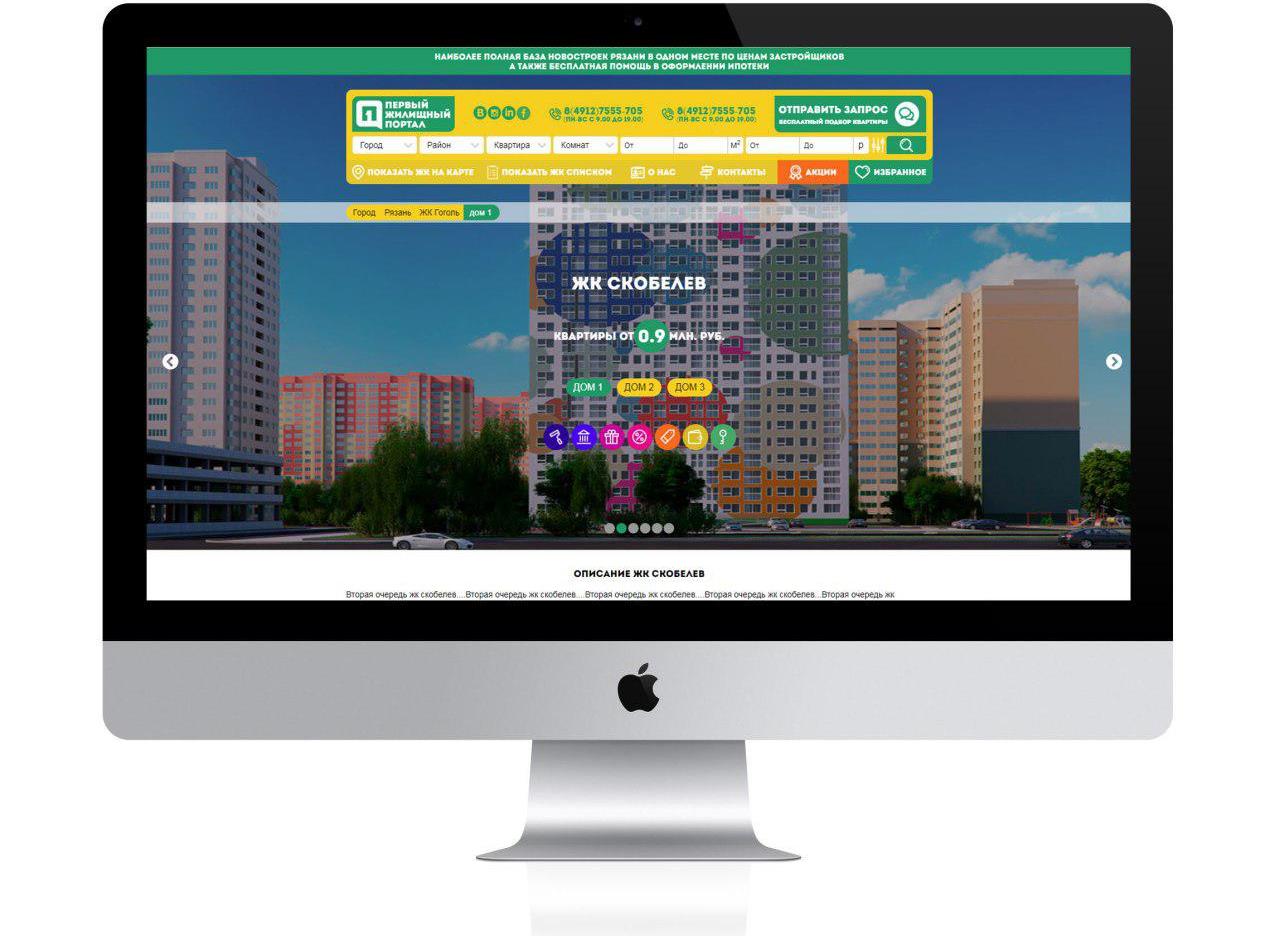 НАИБОЛЕЕ ПОЛНАЯ БАЗА НОВОСТРОЕК РЯЗАНИ В ОДНОМ МЕСТЕ ПО ЦЕНАМ ЗАСТРОЙЩИКОВ
А ТАКЖЕ БЕСПЛАТНАЯ ПОМОЩЬ В ОФОРМЛЕНИИ ИПОТЕКИ
ПЕРВЫЙ
ЖИЛИЩНЫЙ
ПОРТАЛ
8(4912)7555-705
(ПН-ВС С 9.00 ДО 19.00)
8(4912)7555-705
(ПН-ВС С 9.00 ДО 19.00)
ОТПРАВИТЬ ЗАПРОС
БЕСПЛАТНЫЙ ПОДБОР КВАРТИРЫ
Город Район Квартира Комнат От До М2 От До р
ПОКАЗАТЬ ЖК НА КАРТЕ ПОКАЗАТЬ ЖК СПИСКОМ О НАС КОНТАКТЫ АКЦИИ ИЗБРАННОЕ
Город Рязань ЖК Гоголь дом 1
ЖК СКОБЕЛЕВ
КВАРТИРЫ ОТ 0.9 МЛН. РУБ.
ДОМ 1 ДОМ 2 ДОМ 3
ОПИСАНИЕ ЖК СКОБЕЛЕВ
Вторая очередь жк скобелев....Вторая очередь жк скобелев....Вторая очередь жк скобелев....Вторая очередь жк скобелев...Вторая очередь жк